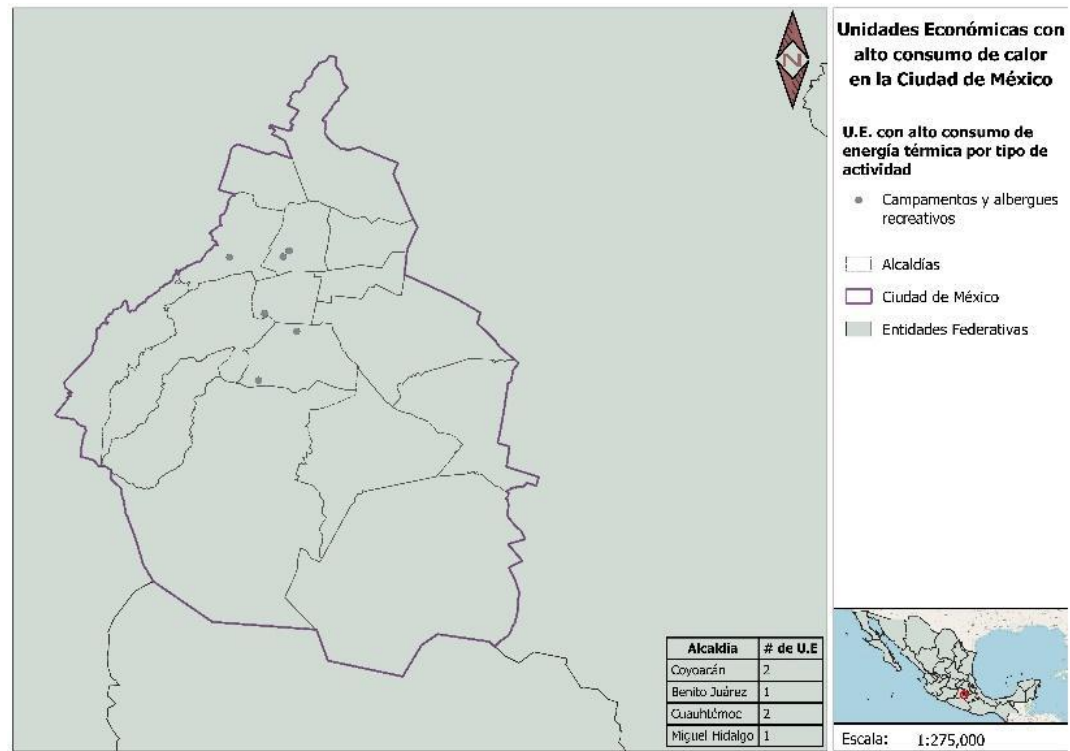 Unidades Económicas con
alto consumo de calor
en la Ciudad de México
U.E. con alto consumo de
energía térmica por tipo de
actividad
Campamentos y albergues
recreativos
Alcaldías
Ciudad de México
Entidades Federativas
N
Alcaldia # de U.E
Coyoacán 2
Benito Juárez 1
Cuauhtémoc 2
Miguel Hidalgo 1
Escala: 1:275,000